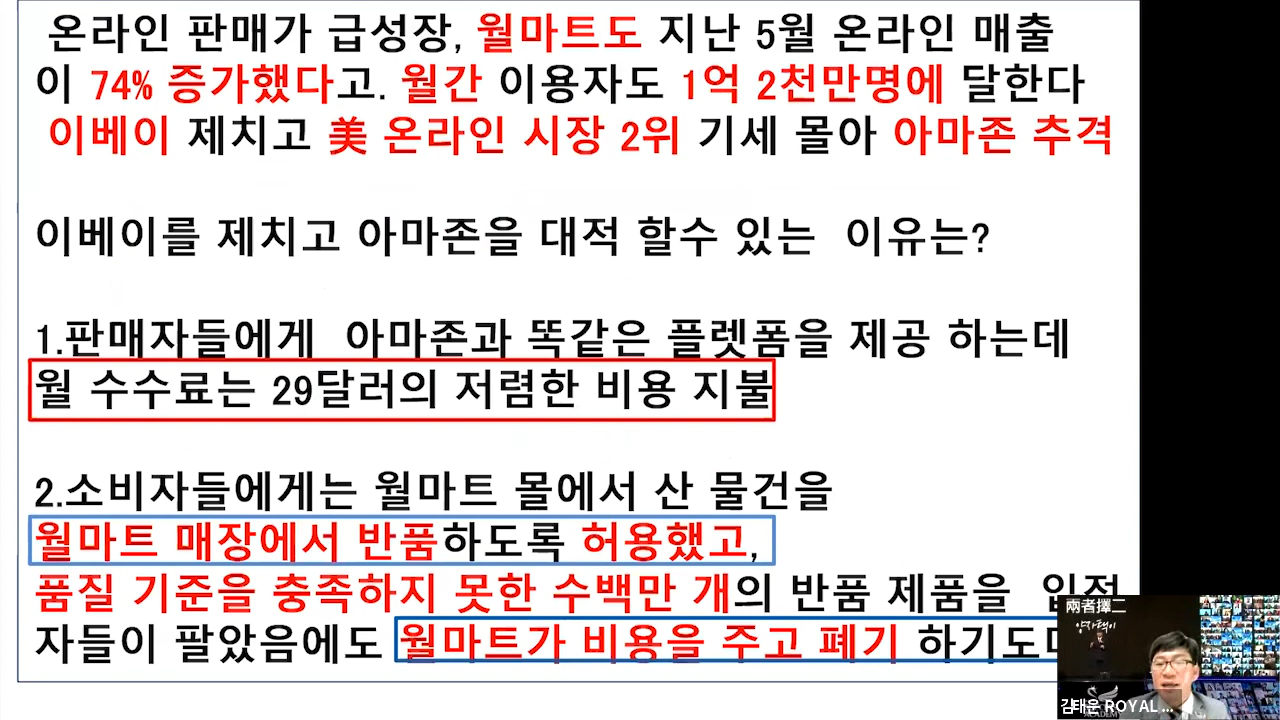 온라인 판매가 급성장, 월마트도 지난 5월 온라인 매출
이 74% 증가했다고. 월간 이용자도 1억 2천만명에 달한다
이베이 제치고 美 온라인 시장 2위 기세 몰아 아마존 추격
이베이를 제치고 아마존을 대적 할수 있는 이유는?
1.판매자들에게 아마존과 똑같은 플렛폼을 제공 하는데
월 수수료는 29달러의 저렴한 비용 지불
2.소비자들에게는 월마트 몰에서 산 물건을
월마트 매장에서 반품하도록 허용했고,
품질 기준을 충족하지 못한 수백만 개의 반품 제품을 입점
자들이 팔았음에도 월마트가 비용을 주고 폐기 하기도
兩者擇二
양자택이
ACADEMY
김태운 ROYAL ...